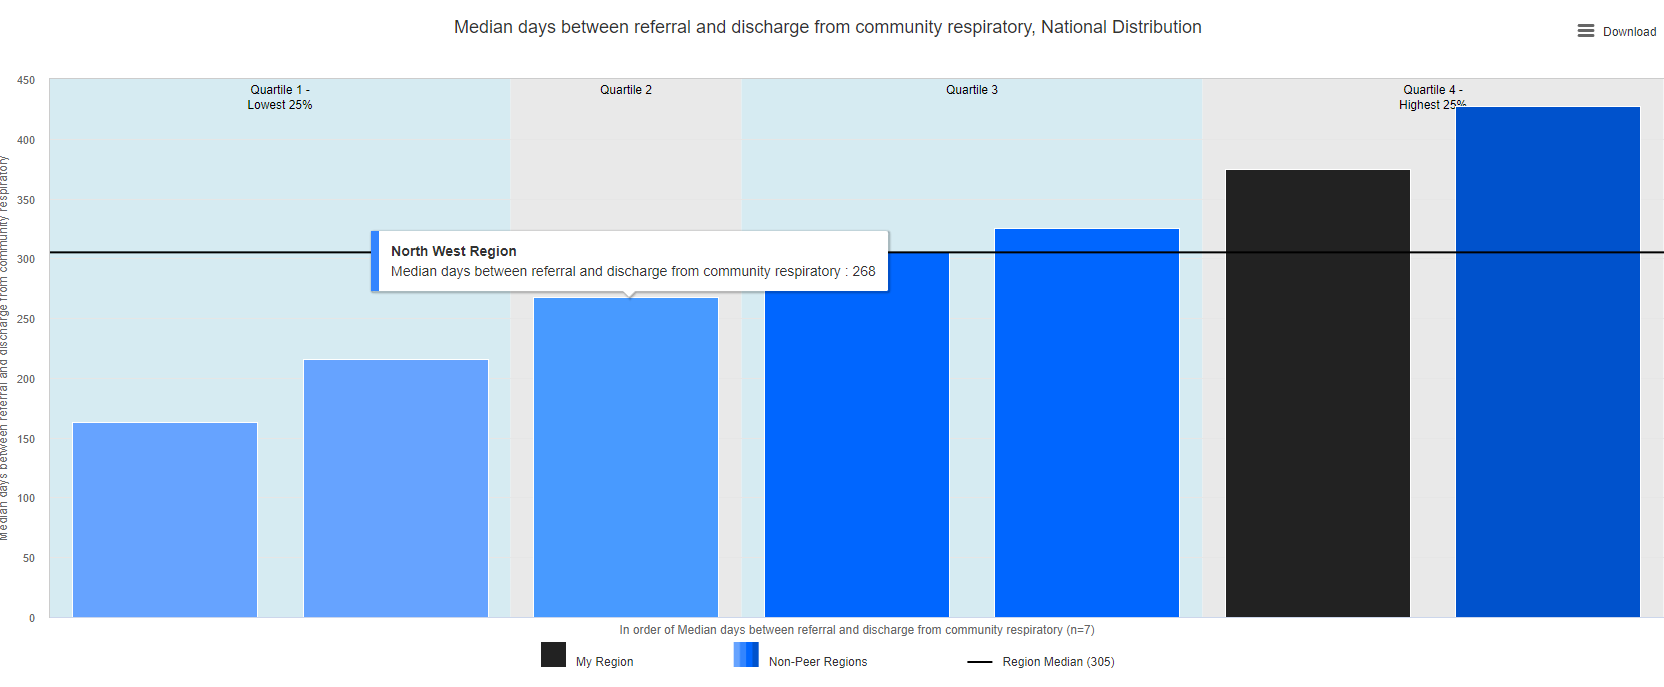 Median days between referral and discharge from community respiratory, National Distribution
Download
Median days between referral and discharge from community respiratory
450
400
350
300
250
200
150
100
50
0
Quartile 1 -
Lowest 25%
Quartile 2
Quartile 3
Quartile 4 -
Highest 25%
North West Region
Median days between referral and discharge from community respiratory : 268
In order of Median days between referral and discharge from community respiratory (n=7)
My Region
Non-Peer Regions
Region Median (305)